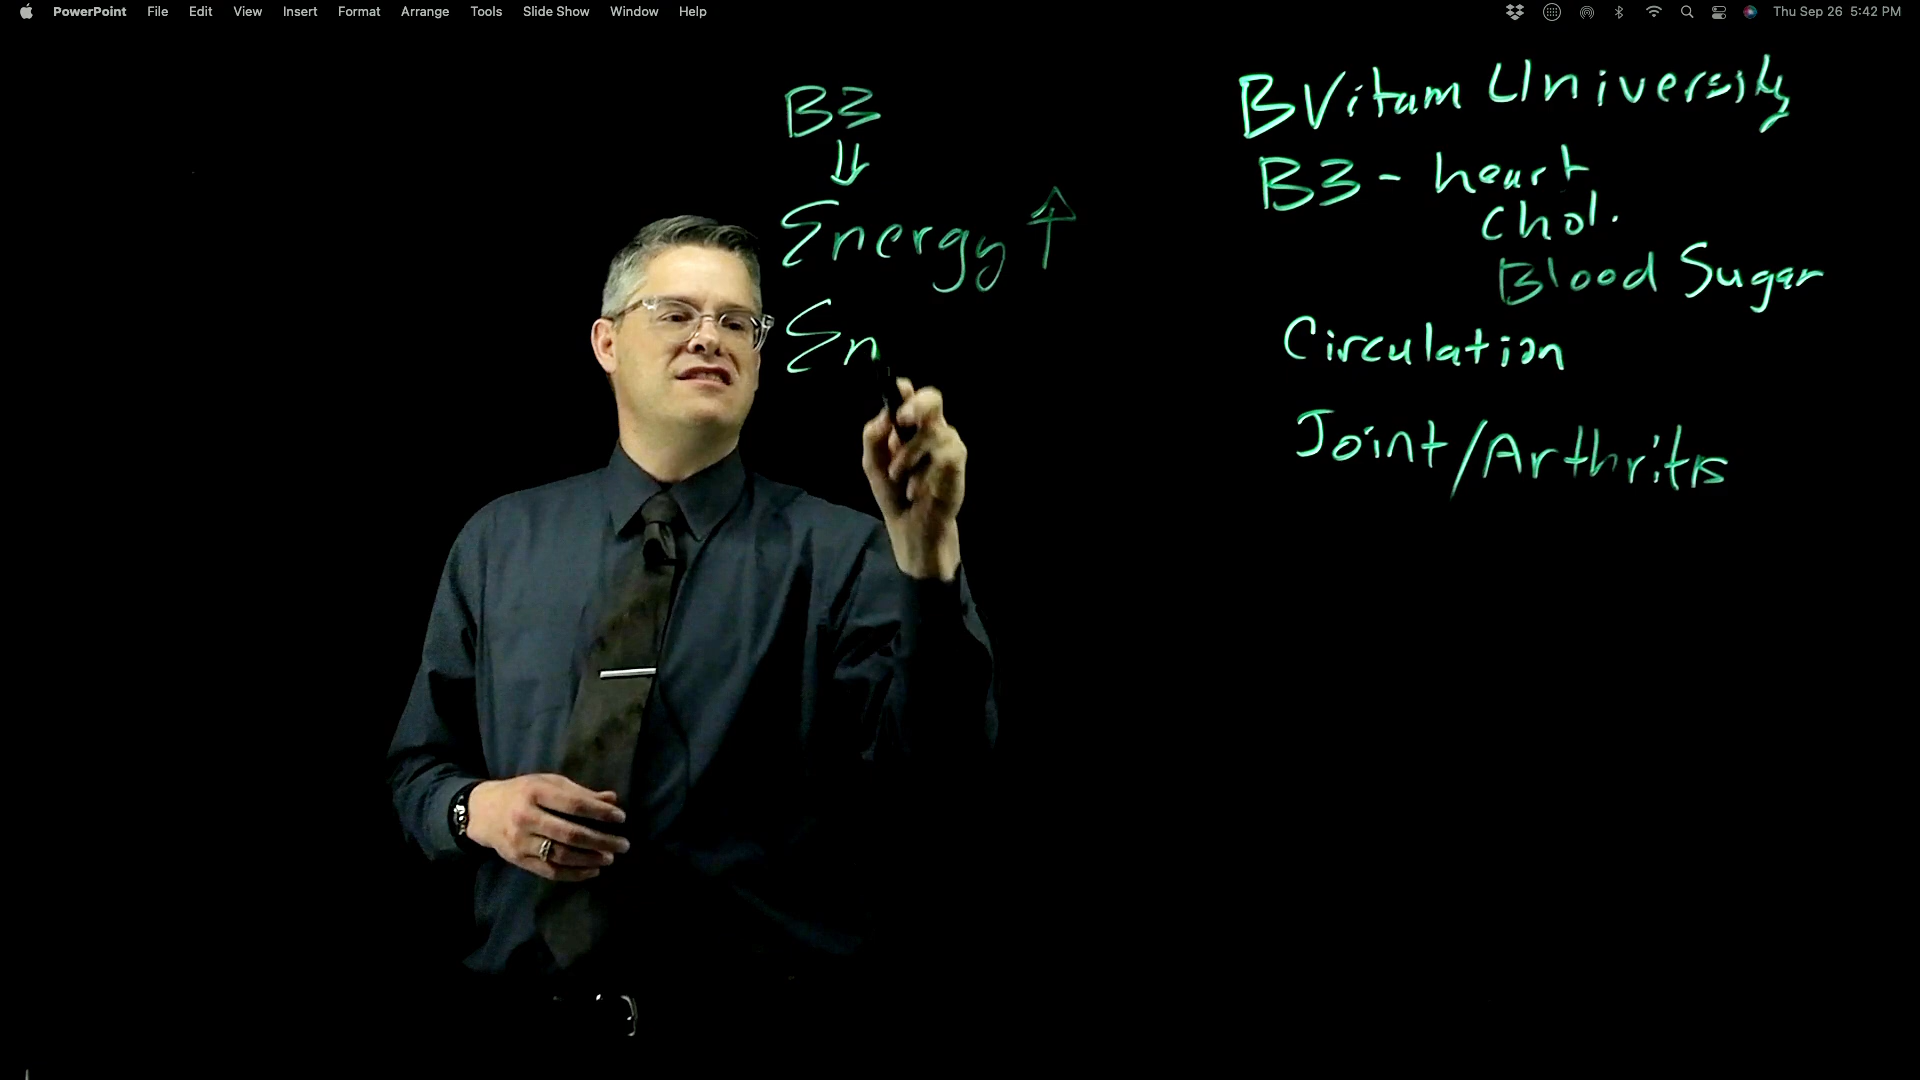 PowerPoint File Edit View Insert Format Arrange Tools Slide Show Window Help Thu Sep 26 5:42 PM
B3
Energy
En
BVitam University
B3 - heart
Chol.
Blood Sugar
Circulation
Joint/Arthritis